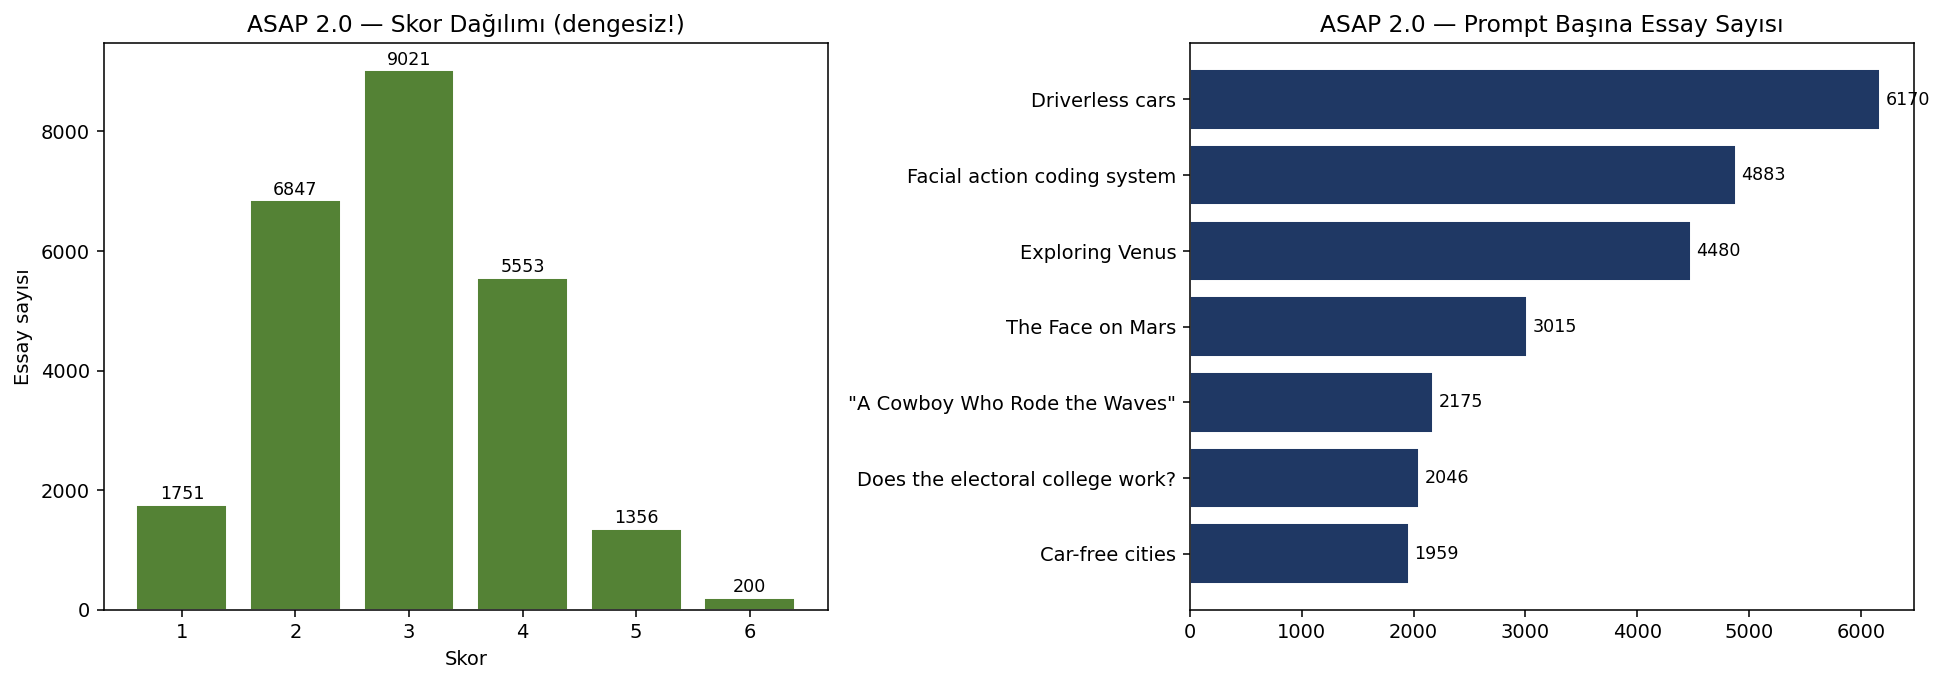 ASAP 2.0 — Skor Dağılımı (dengesiz!)
Essay sayısı
8000
6000
4000
2000
0
1751
6847
9021
5553
1356
200
1 2 3 4 5 6
Skor
ASAP 2.0 — Prompt Başına Essay Sayısı
Driverless cars 6170
Facial action coding system 4883
Exploring Venus 4480
The Face on Mars 3015
"A Cowboy Who Rode the Waves" 2175
Does the electoral college work? 2046
Car-free cities 1959
0 1000 2000 3000 4000 5000 6000